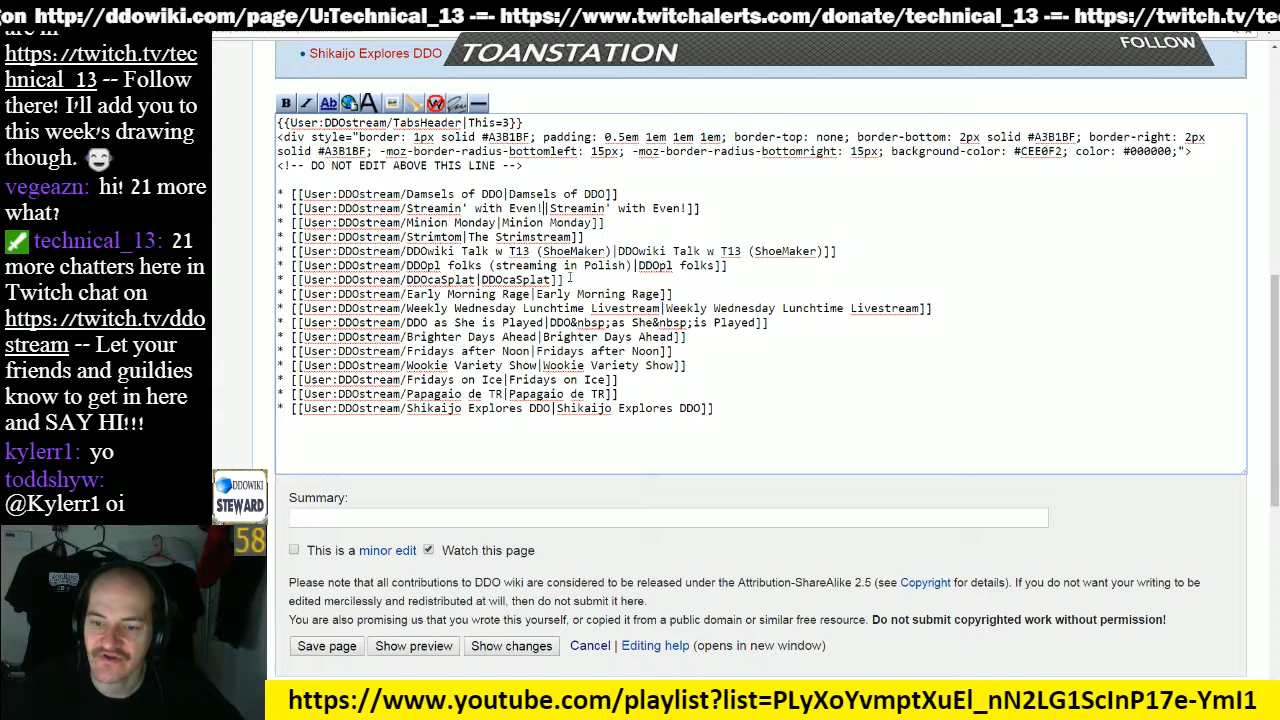 gon http://ddowiki.com/page/U:Technical_13 -=- https://www.twitchalerts.com/donate/technical_13 -=- https://twitch.tv/te
are in
https://twitch.tv/tec
hnical_13 -- Follow
there! I'll add you to
this week's drawing
though.
vegeazn: hi! 21 more
what?
technical_13: 21
more chatters here in
Twitch chat on
https://twitch.tv/ddo
stream -- Let your
friends and guildies
know to get in here
and SAY HI!!!
kylerr1: yo
toddshyw:
@Kylerr1 oi
DDOWIKI
STEWARD
58
• Shikaijo Explores DDO
TOANSTATION
FOLLOW
B I Ab A W
{{User:DDOstream/TabsHeader|This=3}}
<div style="border: 1px solid #A3B1BF; padding: 0.5em 1em 1em 1em; border-top: none; border-bottom: 2px solid #A3B1BF; border-right: 2px
solid #A3B1BF; -moz-border-radius-bottomleft: 15px; -moz-border-radius-bottomright: 15px; background-color: #CEE0F2; color: #000000;">
<!-- DO NOT EDIT ABOVE THIS LINE -->
* [[User:DDOstream/Damsels of DDO|Damsels of DDO]]
* [[User:DDOstream/Streamin' with Even!|Streamin' with Even!]]
* [[User:DDOstream/Minion Monday|Minion Monday]]
* [[User:DDOstream/Strimtom|The Strimstream]]
* [[User:DDOstream/DDOwiki Talk w T13 (ShoeMaker)|DDOwiki Talk w T13 (ShoeMaker)]]
* [[User:DDOstream/DDOpl folks (streaming in Polish)|DDOpl folks]]
* [[User:DDOstream/DDOcaSplat|DDOcaSplat]]
* [[User:DDOstream/Early Morning Rage|Early Morning Rage]]
* [[User:DDOstream/Weekly Wednesday Lunchtime Livestream|Weekly Wednesday Lunchtime Livestream]]
* [[User:DDOstream/DDO as She is Played|DDO&nbsp;as She&nbsp;is Played]]
* [[User:DDOstream/Brighter Days Ahead|Brighter Days Ahead]]
* [[User:DDOstream/Fridays after Noon|Fridays after Noon]]
* [[User:DDOstream/Wookie Variety Show|Wookie Variety Show]]
* [[User:DDOstream/Fridays on Ice|Fridays on Ice]]
* [[User:DDOstream/Papagaio de TR|Papagaio de TR]]
* [[User:DDOstream/Shikaijo Explores DDO|Shikaijo Explores DDO]]
Summary:
This is a minor edit Watch this page
Please note that all contributions to DDO wiki are considered to be released under the Attribution-ShareAlike 2.5 (see Copyright for details). If you do not want your writing to be
edited mercilessly and redistributed at will, then do not submit it here.
You are also promising us that you wrote this yourself, or copied it from a public domain or similar free resource. Do not submit copyrighted work without permission!
Save page Show preview Show changes Cancel | Editing help (opens in new window)
https://www.youtube.com/playlist?list=PLyXoYvmptXuEl_nN2LG1ScInP17e-YmI1